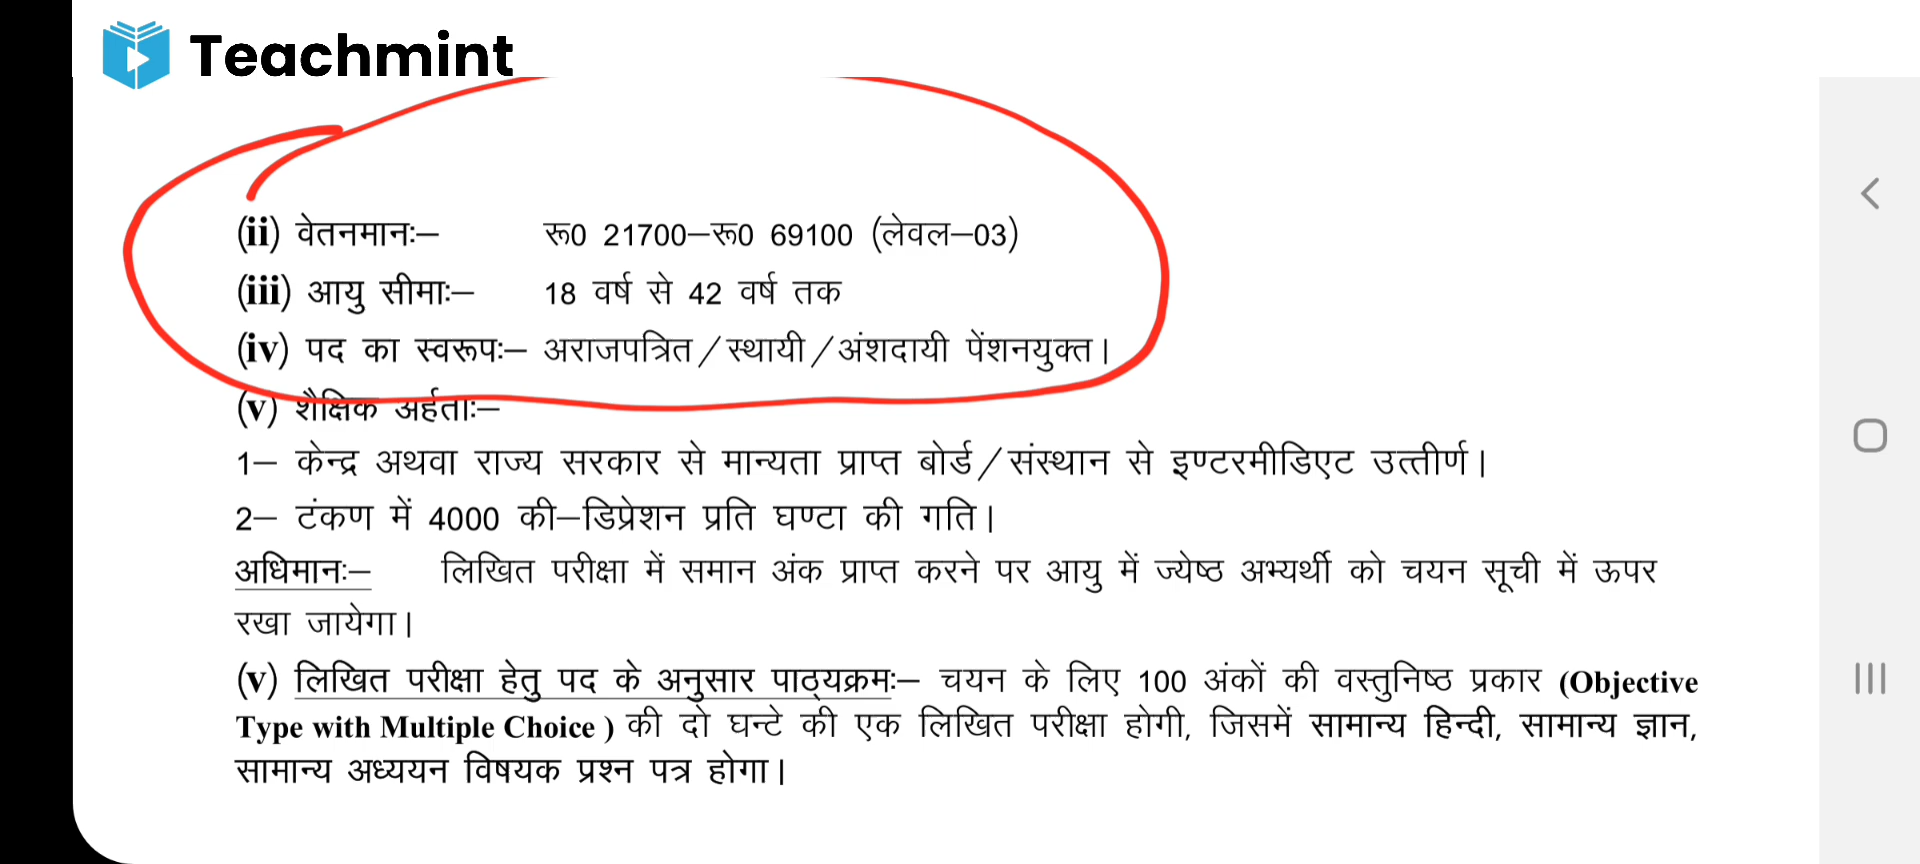 Teachmint
(ii) वेतनमानः– रू0 21700–रू0 69100 (लेवल–03)
(iii) आयु सीमाः– 18 वर्ष से 42 वर्ष तक
(iv) पद का स्वरूपः– अराजपत्रित/स्थायी/अंशदायी पेंशनयुक्त।
(v) शैक्षिक अर्हताः–
1– केन्द्र अथवा राज्य सरकार से मान्यता प्राप्त बोर्ड/संस्थान से इण्टरमीडिएट उत्तीर्ण।
2– टंकण में 4000 की–डिप्रेशन प्रति घण्टा की गति।
अधिमानः– लिखित परीक्षा में समान अंक प्राप्त करने पर आयु में ज्येष्ठ अभ्यर्थी को चयन सूची में ऊपर
रखा जायेगा।
(v) लिखित परीक्षा हेतु पद के अनुसार पाठ्यक्रमः– चयन के लिए 100 अंकों की वस्तुनिष्ठ प्रकार (Objective
Type with Multiple Choice ) की दो घन्टे की एक लिखित परीक्षा होगी, जिसमें सामान्य हिन्दी, सामान्य ज्ञान,
सामान्य अध्ययन विषयक प्रश्न पत्र होगा।